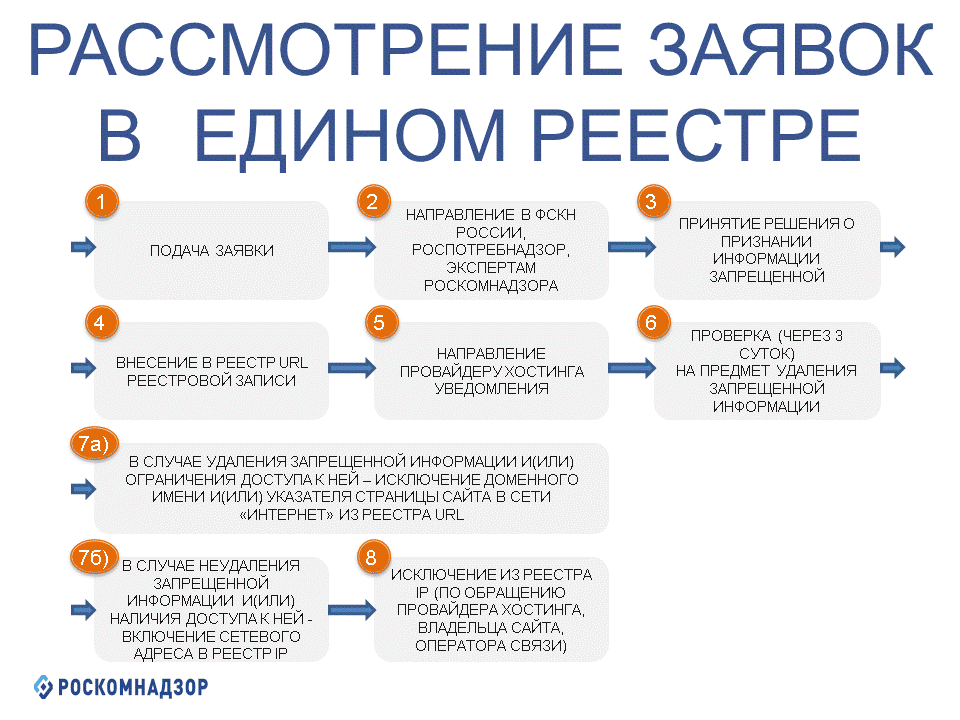 РАССМОТРЕНИЕ ЗАЯВОК
В ЕДИНОМ РЕЕСТРЕ
1
ПОДАЧА ЗАЯВКИ
2
НАПРАВЛЕНИЕ В ФСКН
РОССИИ,
РОСПОТРЕБНАДЗОР,
ЭКСПЕРТАМ
РОСКОМНАДЗОРА
3
ПРИНЯТИЕ РЕШЕНИЯ О
ПРИЗНАНИИ
ИНФОРМАЦИИ
ЗАПРЕЩЕННОЙ
4
ВНЕСЕНИЕ В РЕЕСТР URL
РЕЕСТРОВОЙ ЗАПИСИ
5
НАПРАВЛЕНИЕ
ПРОВАЙДЕРУ ХОСТИНГА
УВЕДОМЛЕНИЯ
6
ПРОВЕРКА (ЧЕРЕЗ 3
СУТОК)
НА ПРЕДМЕТ УДАЛЕНИЯ
ЗАПРЕЩЕННОЙ
ИНФОРМАЦИИ
7а)
В СЛУЧАЕ УДАЛЕНИЯ ЗАПРЕЩЕННОЙ ИНФОРМАЦИИ И(ИЛИ)
ОГРАНИЧЕНИЯ ДОСТУПА К НЕЙ – ИСКЛЮЧЕНИЕ ДОМЕННОГО
ИМЕНИ И(ИЛИ) УКАЗАТЕЛЯ СТРАНИЦЫ САЙТА В СЕТИ
«ИНТЕРНЕТ» ИЗ РЕЕСТРА URL
7б)
В СЛУЧАЕ НЕУДАЛЕНИЯ
ЗАПРЕЩЕННОЙ
ИНФОРМАЦИИ И(ИЛИ)
НАЛИЧИЯ ДОСТУПА К НЕЙ -
ВКЛЮЧЕНИЕ СЕТЕВОГО
АДРЕСА В РЕЕСТР IP
8
ИСКЛЮЧЕНИЕ ИЗ РЕЕСТРА
IP (ПО ОБРАЩЕНИЮ
ПРОВАЙДЕРА ХОСТИНГА,
ВЛАДЕЛЬЦА САЙТА,
ОПЕРАТОРА СВЯЗИ)
РОСКОМНАДЗОР